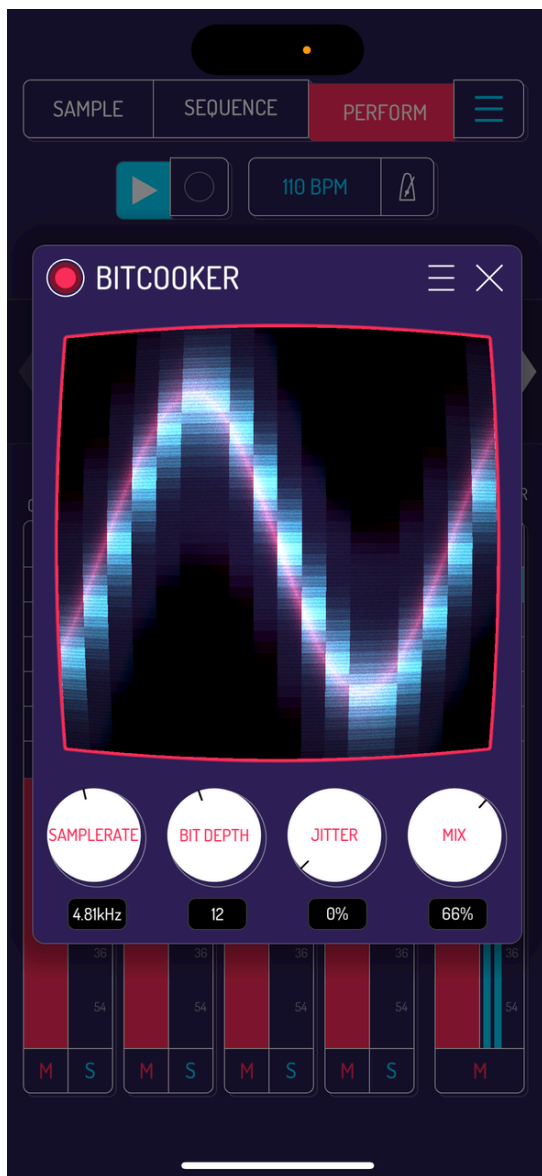 SAMPLE SEQUENCE PERFORM
110 BPM
BITCOOKER
R
SAMPLERATE BIT DEPTH JITTER MIX
4.81kHz 12 0% 66%
36 36 36 36 36
54 54 54 54 54
M S M S M S M S M